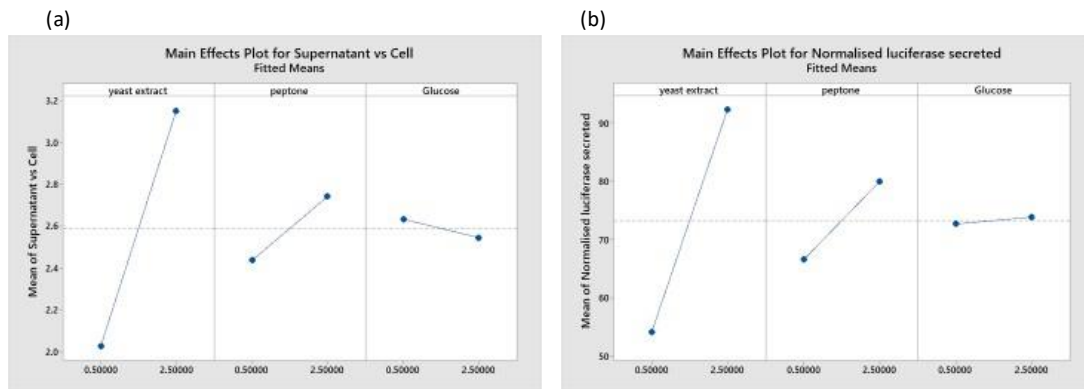 (a)
Main Effects Plot for Supernatant vs Cell
Fitted Means
yeast extract peptone Glucose
Mean of Supernatant vs Cell
3.2
3.0
2.8
2.6
2.4
2.2
2.0
0.50000 2.50000 0.50000 2.50000 0.50000 2.50000
(b)
Main Effects Plot for Normalised luciferase secreted
Fitted Means
yeast extract peptone Glucose
Mean of Normalised luciferase secreted
90
80
70
60
50
0.50000 2.50000 0.50000 2.50000 0.50000 2.50000